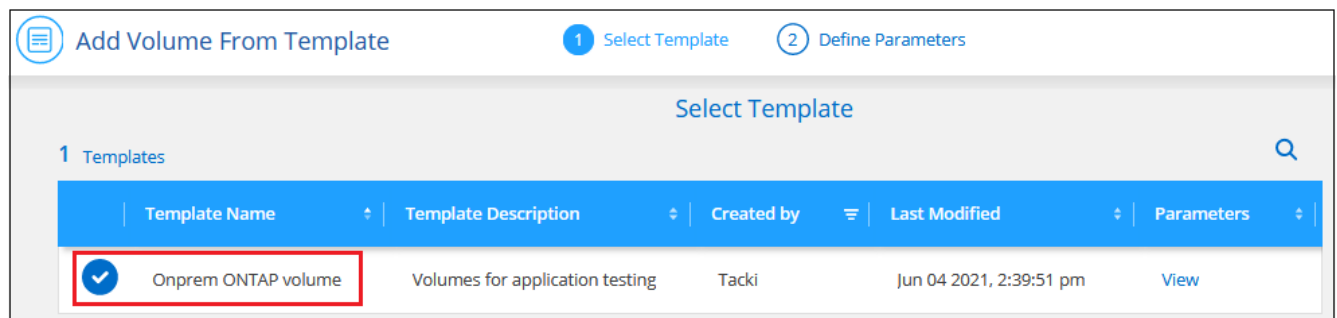 Add Volume From Template 1 Select Template 2 Define Parameters
Select Template
1 Templates
Template Name Template Description Created by Last Modified Parameters
Onprem ONTAP volume Volumes for application testing Tacki Jun 04 2021, 2:39:51 pm View